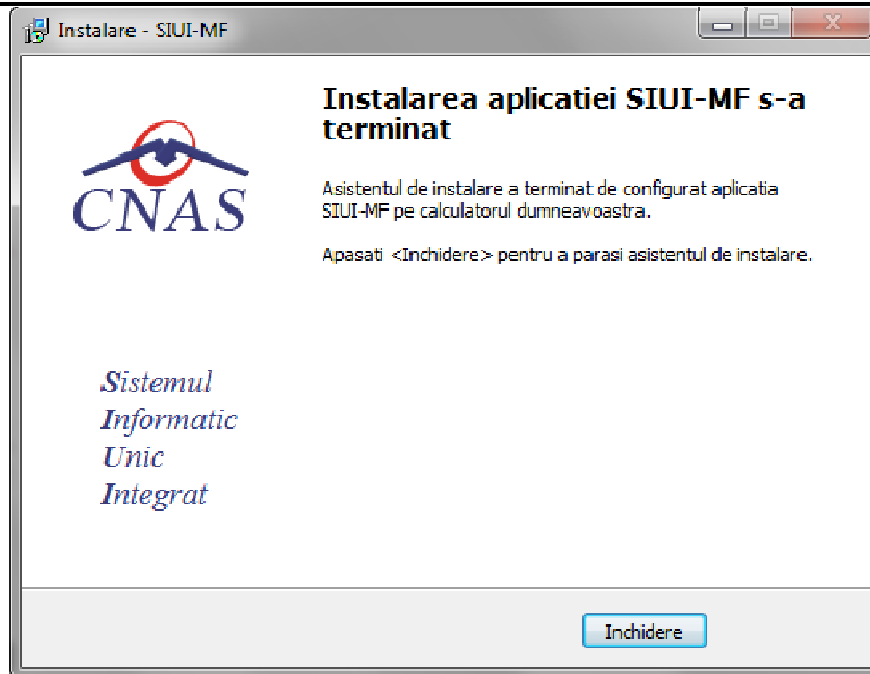 Instalare - SIUI-MF
Instalarea aplicatiei SIUI-MF s-a
terminat
Asistentul de instalare a terminat de configurat aplicatia
SIUI-MF pe calculatorul dumneavoastra.
Apasati <Inchidere> pentru a parasi asistentul de instalare.
CNAS
Sistemul
Informatic
Unic
Integrat
Inchidere